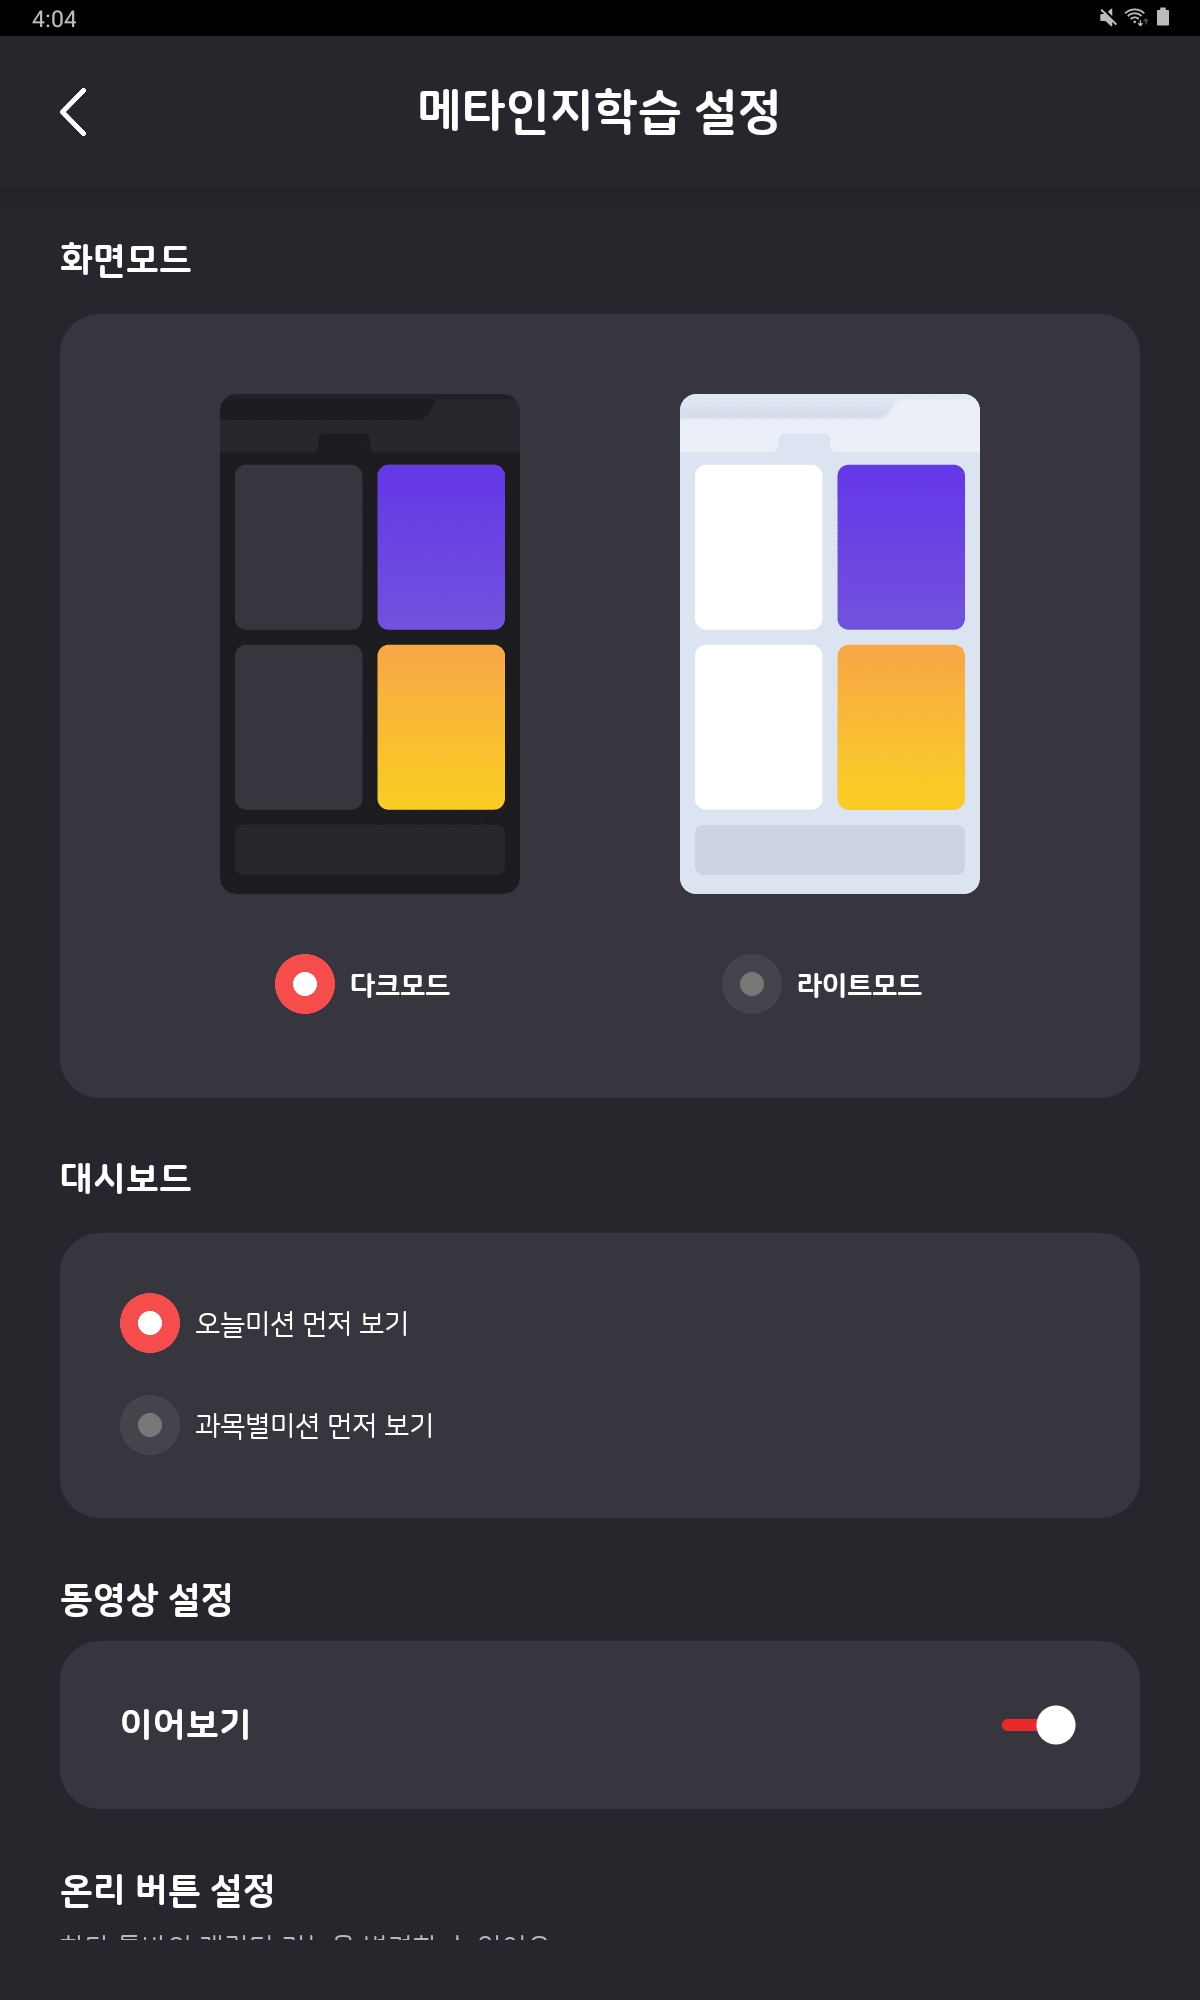 4:04
메타인지학습 설정
화면모드
다크모드
라이트모드
대시보드
오늘미션 먼저 보기
과목별미션 먼저 보기
동영상 설정
이어보기
온리 버튼 설정